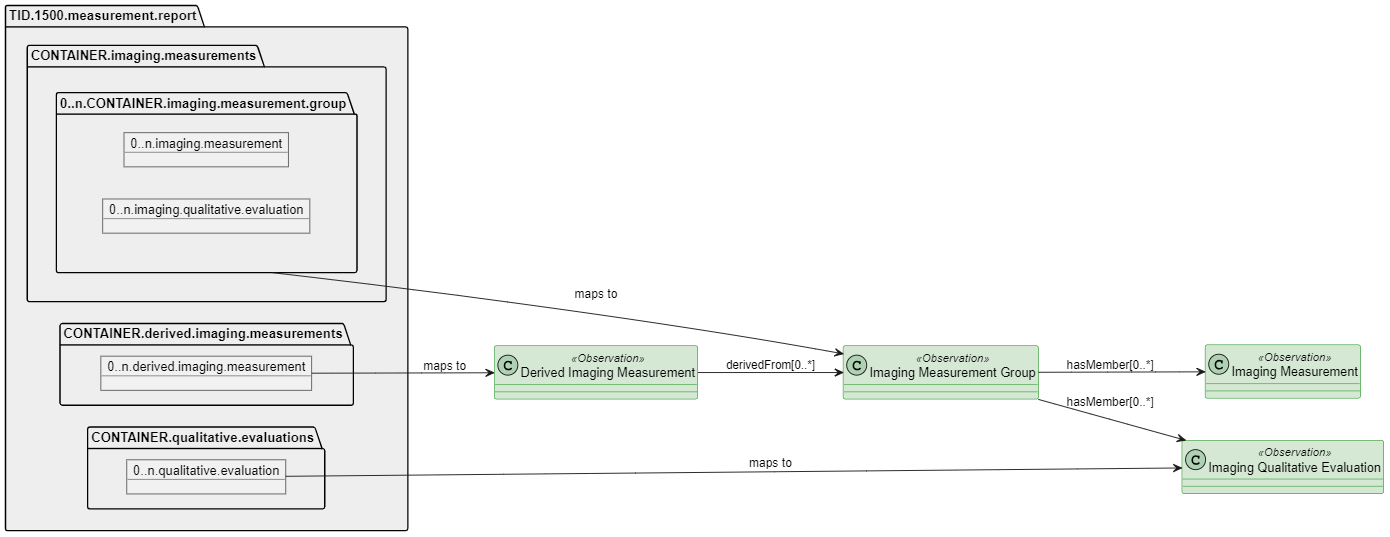 TID.1500.measurement.report
CONTAINER.imaging.measurements
0..n.CONTAINER.imaging.measurement.group
0..n.imaging.measurement
0..n.imaging.qualitative.evaluation
maps to
CONTAINER.derived.imaging.measurements
0..n.derived.imaging.measurement
maps to
C
«Observation»
Derived Imaging Measurement
derivedFrom[0..*]
C
«Observation»
Imaging Measurement Group
hasMember[0..*]
C
«Observation»
Imaging Measurement
hasMember[0..*]
CONTAINER.qualitative.evaluations
0..n.qualitative.evaluation
maps to
C
«Observation»
Imaging Qualitative Evaluation